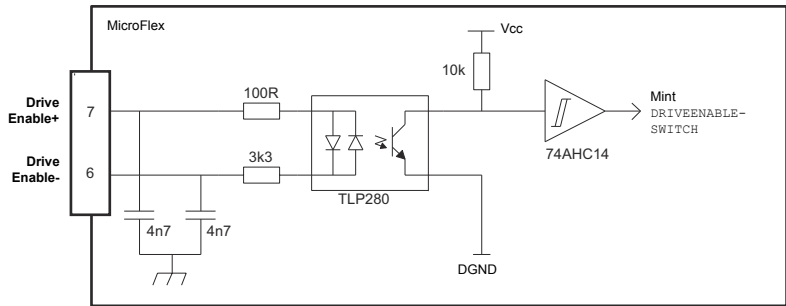 MicroFlex
Vcc
10k
Drive
Enable+
7
100R
Mint
DRIVEENABLE-
SWITCH
74AHC14
Drive
Enable-
6
3k3
TLP280
4n7
4n7
DGND